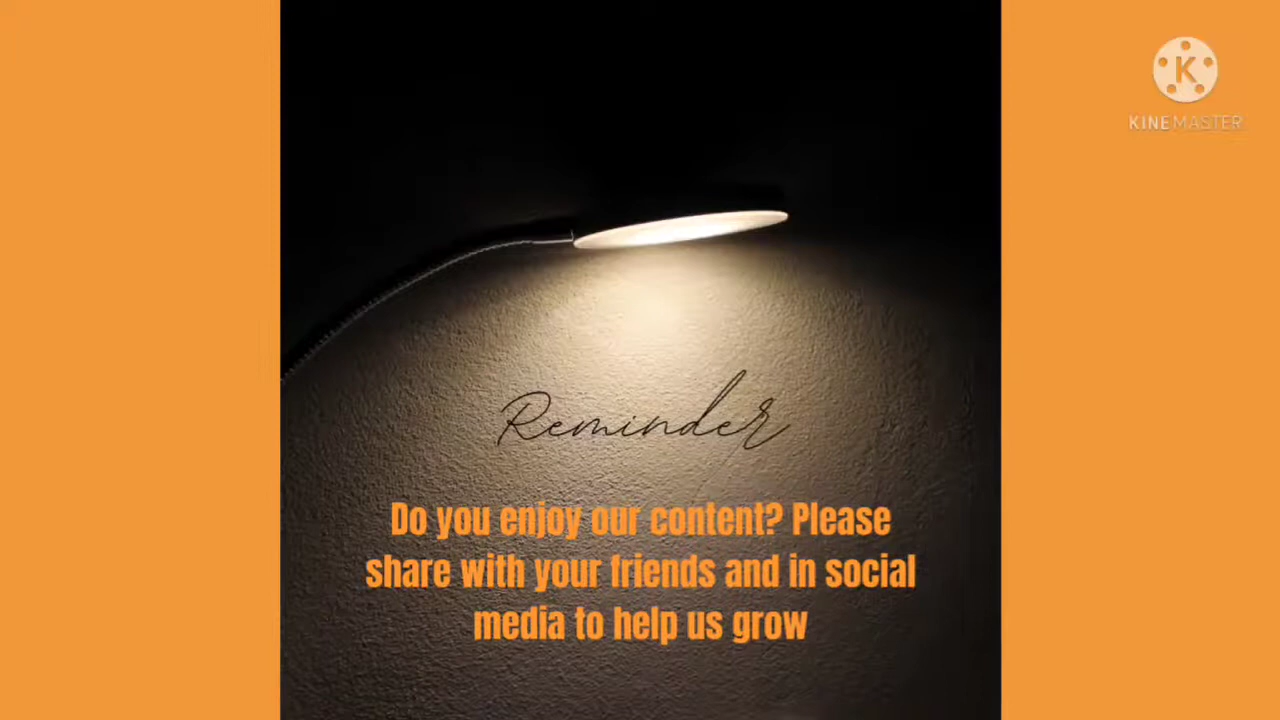 KINEMASTER
Reminder
Do you enjoy our content? Please
share with your friends and in social
media to help us grow